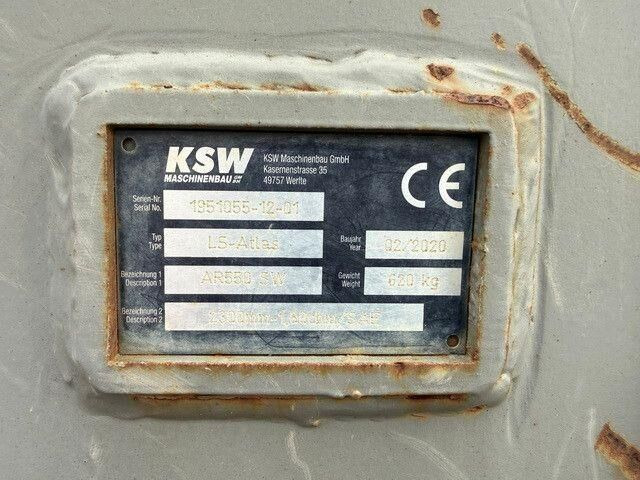 KSW
MASCHINENBAU
KSW Maschinenbau GmbH
Kasernenstrasse 35
49757 Werlte
CE
Serien-Nr.
Serial No.
1951055-12-01
Typ
Type
LS-Atlas
Baujahr
Year
02/2020
Bezeichnung 1
Description 1
AR550 SW
Gewicht
Weight
620 kg
Bezeichnung 2
Description 2